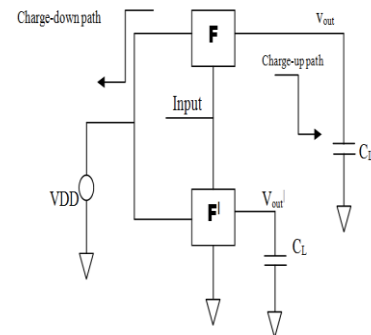 Charge-down path
F
Vout
Charge-up path
Input
CL
VDD
F|
Vout|
CL